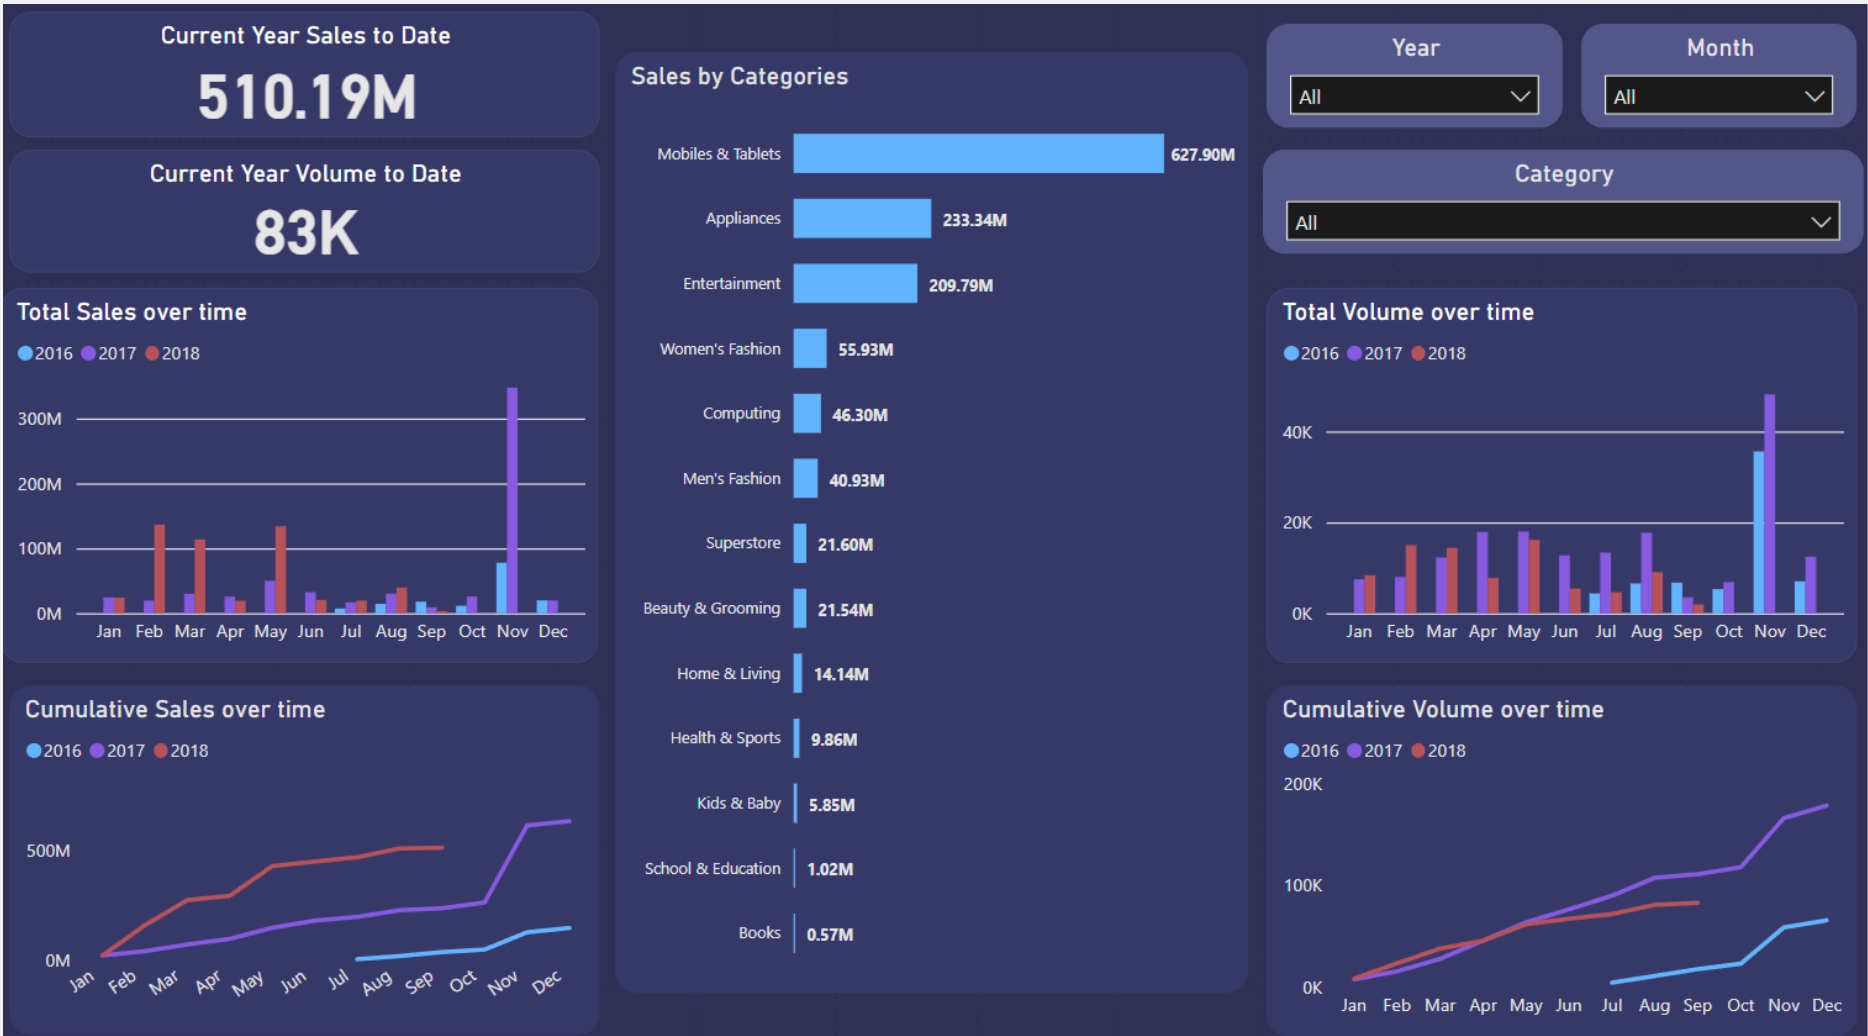 Current Year Sales to Date
510.19M
Current Year Volume to Date
83K
Total Sales over time
2016 2017 2018
300M
200M
100M
0M
Jan Feb Mar Apr May Jun Jul Aug Sep Oct Nov Dec
Cumulative Sales over time
2016 2017 2018
500M
0M
Jan Feb Mar Apr May Jun Jul Aug Sep Oct Nov Dec
Sales by Categories
Mobiles & Tablets 627.90M
Appliances 233.34M
Entertainment 209.79M
Women's Fashion 55.93M
Computing 46.30M
Men's Fashion 40.93M
Superstore 21.60M
Beauty & Grooming 21.54M
Home & Living 14.14M
Health & Sports 9.86M
Kids & Baby 5.85M
School & Education 1.02M
Books 0.57M
Year
All
Month
All
Category
All
Total Volume over time
2016 2017 2018
40K
20K
0K
Jan Feb Mar Apr May Jun Jul Aug Sep Oct Nov Dec
Cumulative Volume over time
2016 2017 2018
200K
100K
0K
Jan Feb Mar Apr May Jun Jul Aug Sep Oct Nov Dec